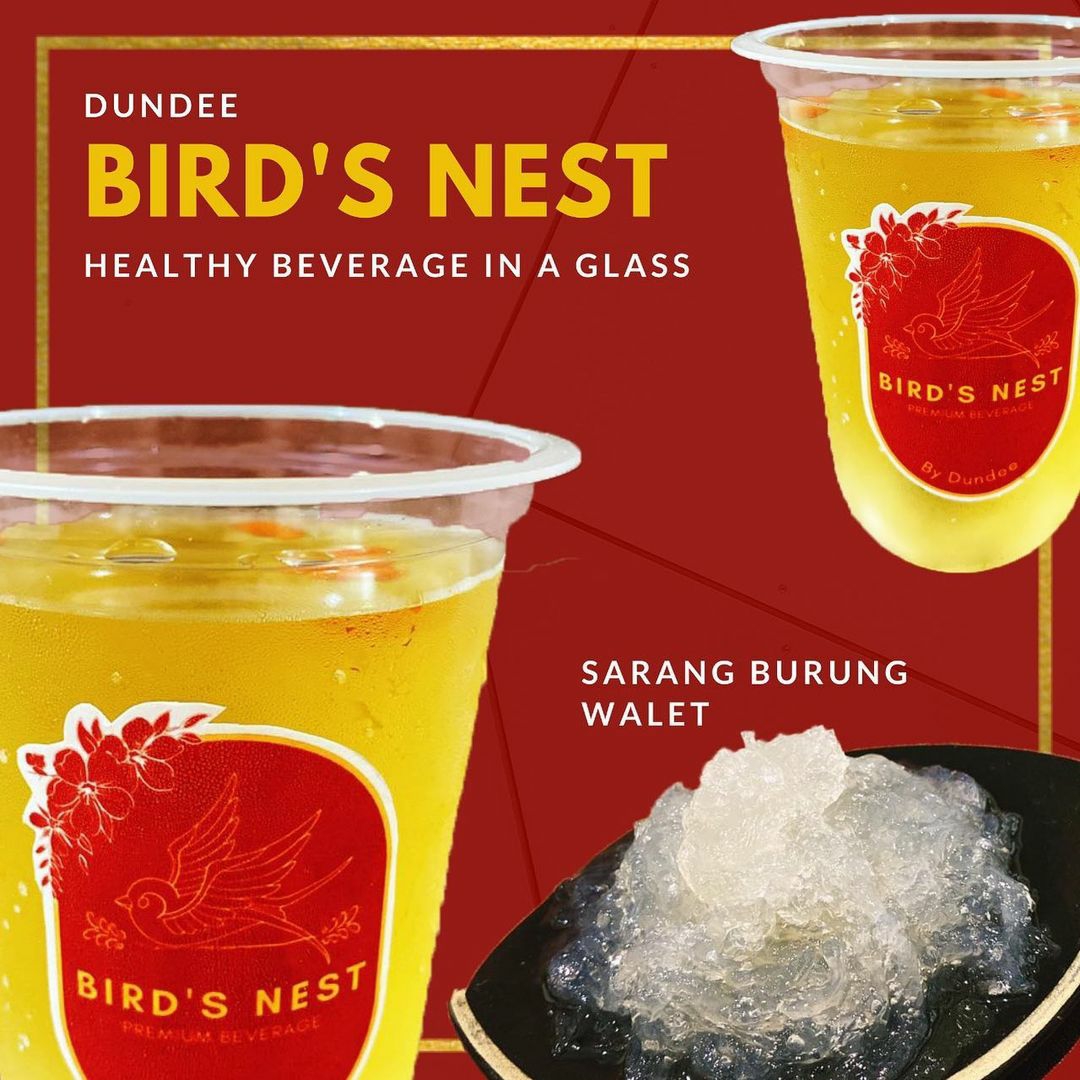 DUNDEE
BIRD'S NEST
HEALTHY BEVERAGE IN A GLASS
BIRD'S NEST
PREMIUM BEVERAGE
By Dundee
SARANG BURUNG
WALET
BIRD'S NEST
PREMIUM BEVERAGE